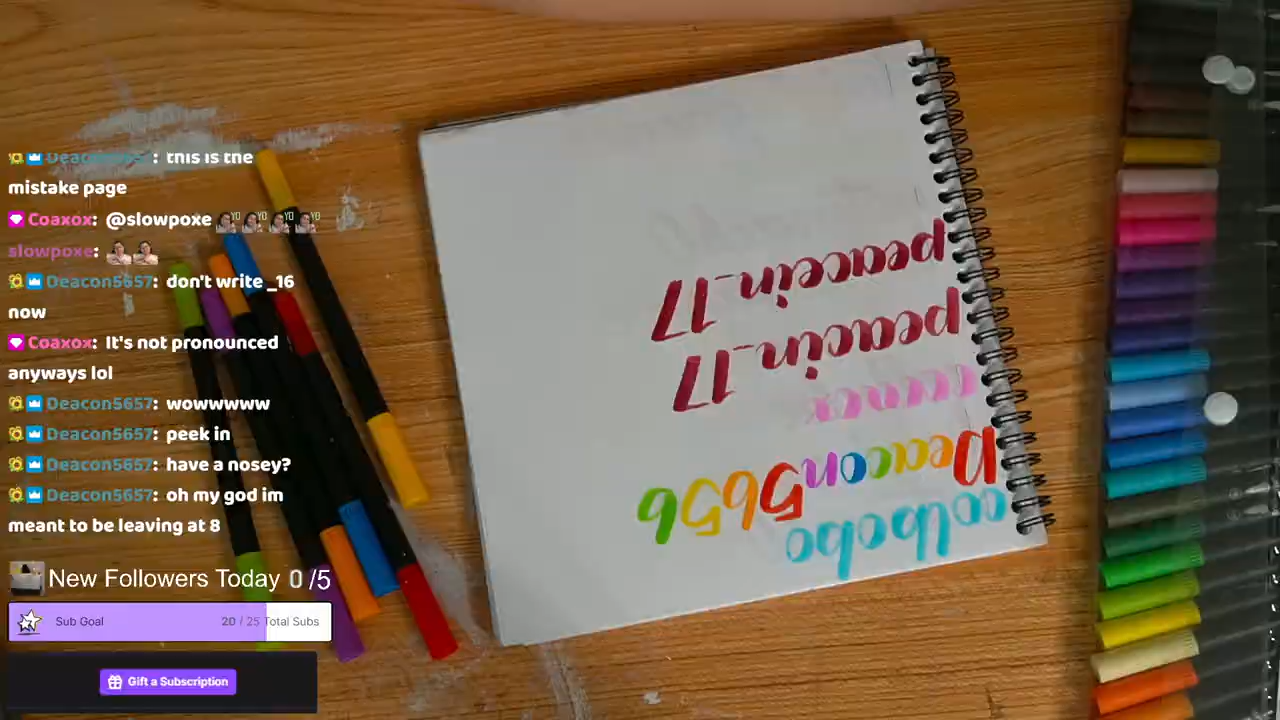 Deacon5657: this is the
mistake page
Coaxox: @slowpoxe
slowpoxe:
Deacon5657: don't write _16
now
Coaxox: It's not pronounced
anyways lol
Deacon5657: wowwwww
Deacon5657: peek in
Deacon5657: have a nosey?
Deacon5657: oh my god im
meant to be leaving at 8
New Followers Today 0 /5
Sub Goal 20 / 25 Total Subs
Gift a Subscription
Deacon5656
peacin_17
peacein_17